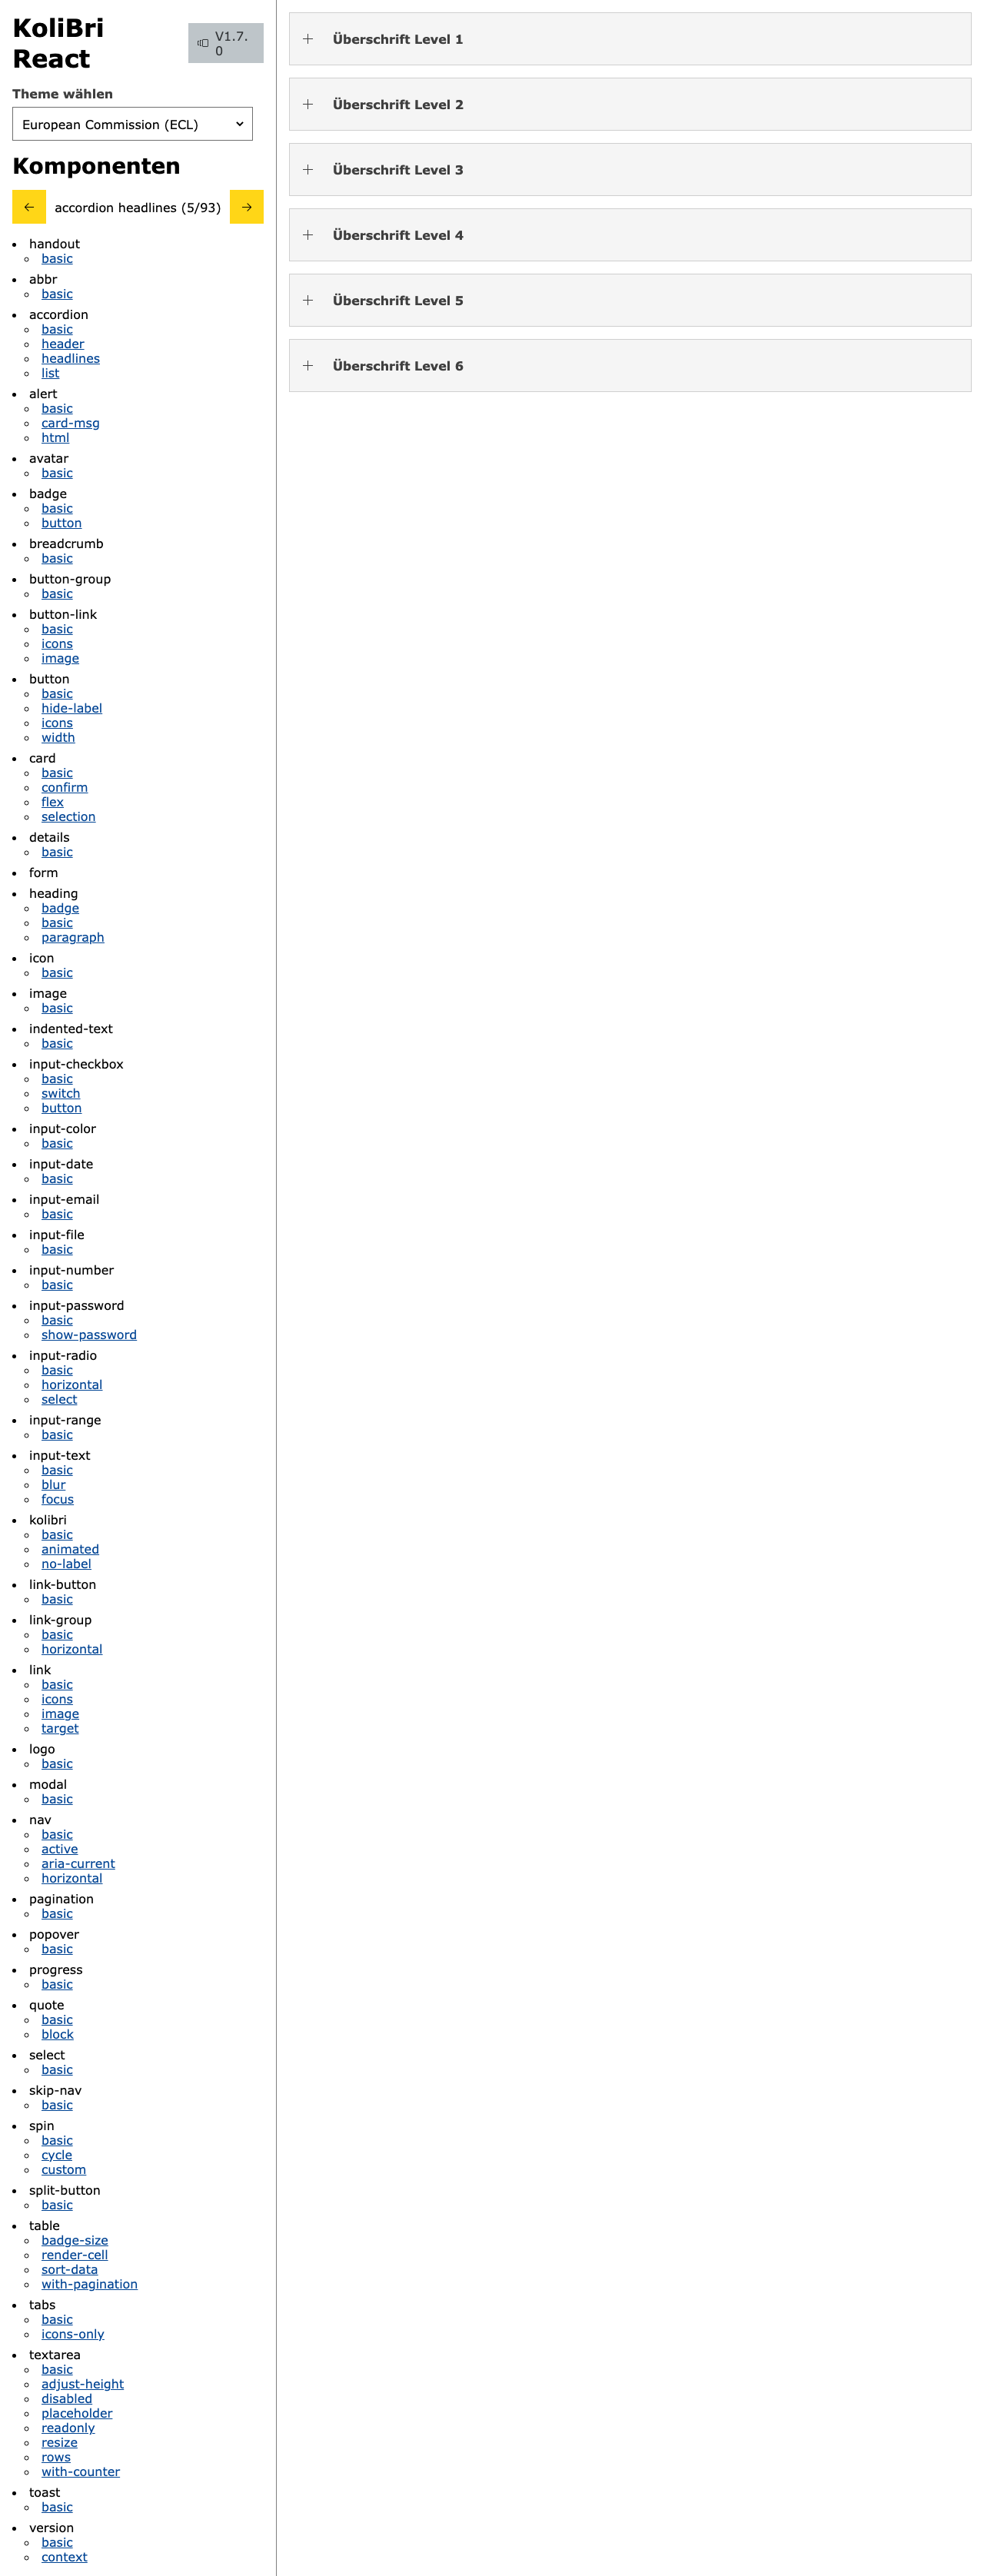 KoliBri
React
V1.7.
0
Theme wählen
European Commission (ECL)
Komponenten
accordion headlines (5/93)
handout
basic
abbr
basic
accordion
basic
header
headlines
list
alert
basic
card-msg
html
avatar
basic
badge
basic
button
breadcrumb
basic
button-group
basic
button-link
basic
icons
image
button
basic
hide-label
icons
width
card
basic
confirm
flex
selection
details
basic
form
heading
badge
basic
paragraph
icon
basic
image
basic
indented-text
basic
input-checkbox
basic
switch
button
input-color
basic
input-date
basic
input-email
basic
input-file
basic
input-number
basic
input-password
basic
show-password
input-radio
basic
horizontal
select
input-range
basic
input-text
basic
blur
focus
kolibri
basic
animated
no-label
link-button
basic
link-group
basic
horizontal
link
basic
icons
image
target
logo
basic
modal
basic
nav
basic
active
aria-current
horizontal
pagination
basic
popover
basic
progress
basic
quote
basic
block
select
basic
skip-nav
basic
spin
basic
cycle
custom
split-button
basic
table
badge-size
render-cell
sort-data
with-pagination
tabs
basic
icons-only
textarea
basic
adjust-height
disabled
placeholder
readonly
resize
rows
with-counter
toast
basic
version
basic
context
Überschrift Level 1
Überschrift Level 2
Überschrift Level 3
Überschrift Level 4
Überschrift Level 5
Überschrift Level 6